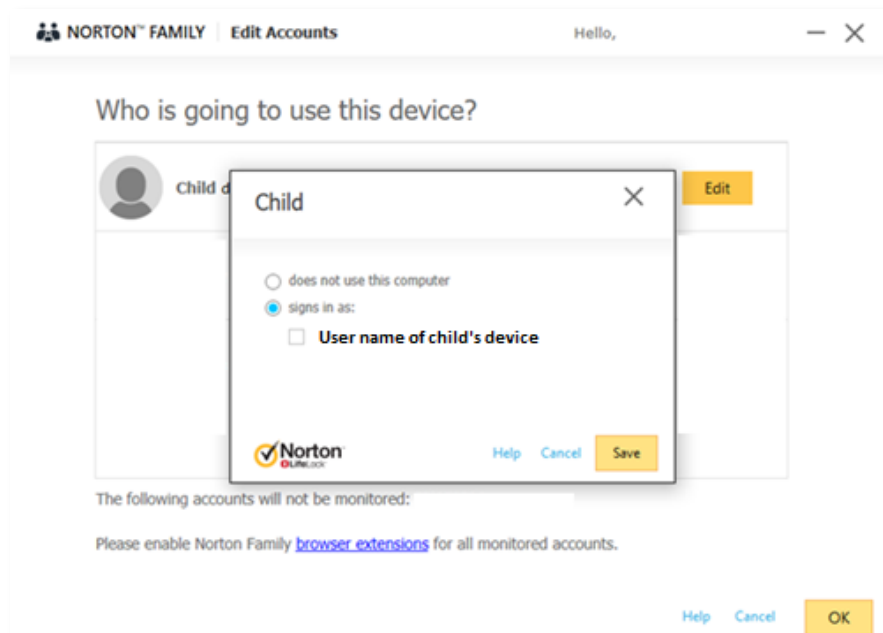 NORTON™ FAMILY Edit Accounts Hello,
Who is going to use this device?
Child d
Edit
Child
does not use this computer
signs in as:
User name of child's device
Norton
LifeLock
Help Cancel Save
The following accounts will not be monitored:
Please enable Norton Family browser extensions for all monitored accounts.
Help Cancel OK